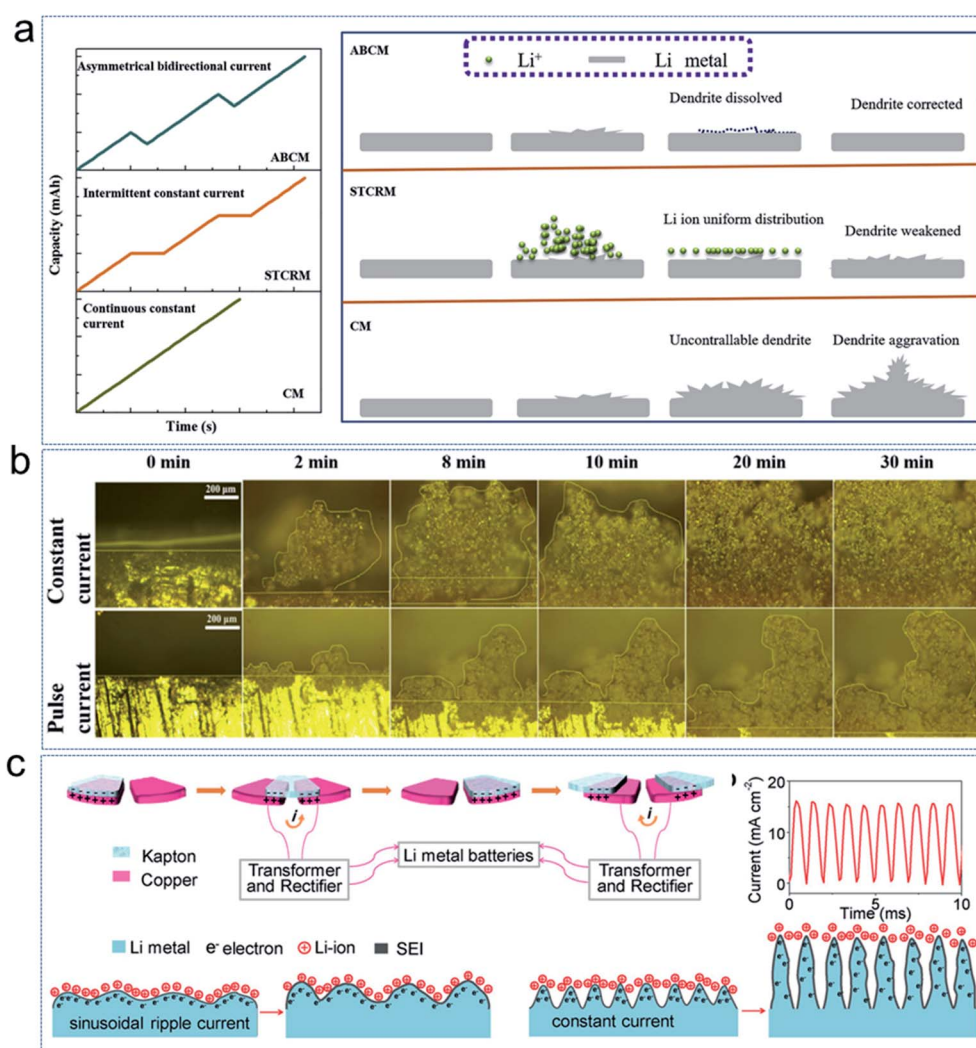 a
Asymmetrical bidirectional current
ABCM
Intermittent constant current
STCRM
Continuous constant
current
CM
Capacity (mAh)
Time (s)
ABCM
Li+
Li metal
Dendrite dissolved
Dendrite corrected
STCRM
Li ion uniform distribution
Dendrite weakened
CM
Uncontrallable dendrite
Dendrite aggravation
b
0 min
2 min
8 min
10 min
20 min
30 min
Constant
current
200 μm
Pulse
current
200 μm
c
i
i
Kapton
Copper
Transformer
and Rectifier
Li metal batteries
Transformer
and Rectifier
Current (mA cm-2)
20
10
0
0
5
10
Time (ms)
Li metal
e- electron
Li-ion
SEI
sinusoidal ripple current
constant current